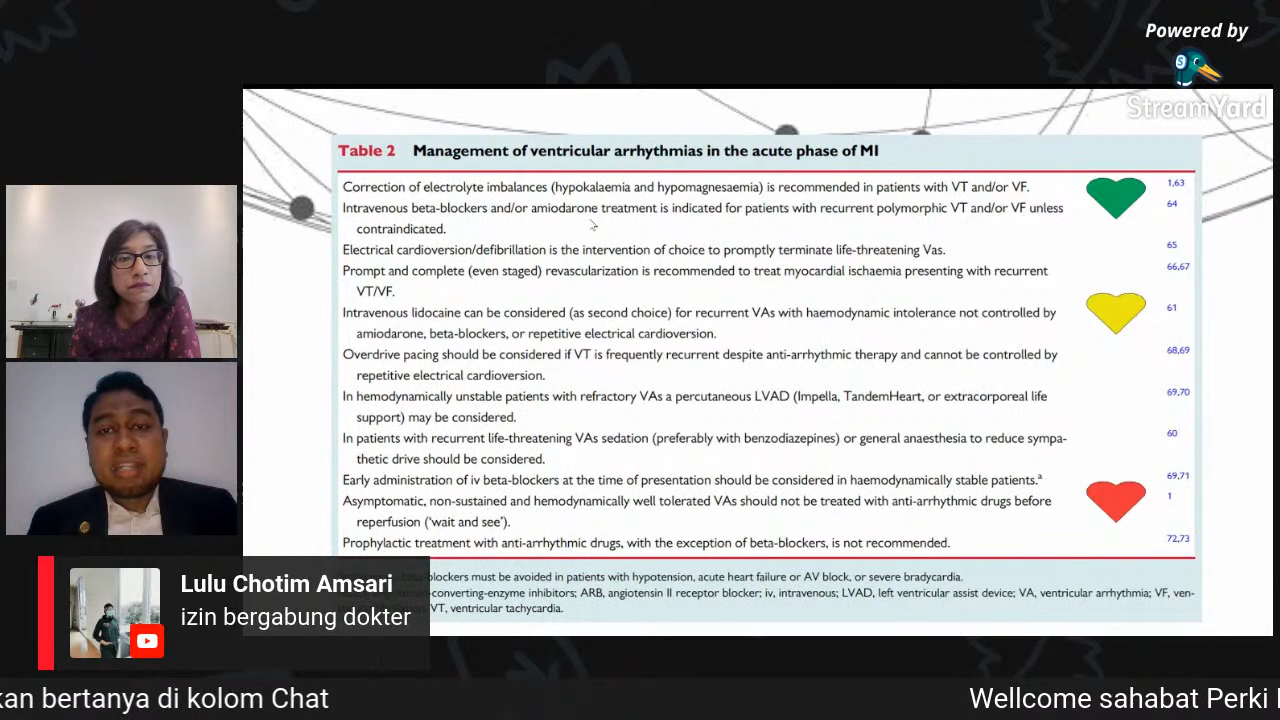 Powered by
StreamYard
Table 2 Management of ventricular arrhythmias in the acute phase of MI
Correction of electrolyte imbalances (hypokalaemia and hypomagnesaemia) is recommended in patients with VT and/or VF. 1,63
Intravenous beta-blockers and/or amiodarone treatment is indicated for patients with recurrent polymorphic VT and/or VF unless 64
contraindicated.
Electrical cardioversion/defibrillation is the intervention of choice to promptly terminate life-threatening Vas. 65
Prompt and complete (even staged) revascularization is recommended to treat myocardial ischaemia presenting with recurrent 66,67
VT/VF.
Intravenous lidocaine can be considered (as second choice) for recurrent VAs with haemodynamic intolerance not controlled by 61
amiodarone, beta-blockers, or repetitive electrical cardioversion.
Overdrive pacing should be considered if VT is frequently recurrent despite anti-arrhythmic therapy and cannot be controlled by 68,69
repetitive electrical cardioversion.
In hemodynamically unstable patients with refractory VAs a percutaneous LVAD (Impella, TandemHeart, or extracorporeal life 69,70
support) may be considered.
In patients with recurrent life-threatening VAs sedation (preferably with benzodiazepines) or general anaesthesia to reduce sympa- 60
thetic drive should be considered.
Early administration of iv beta-blockers at the time of presentation should be considered in haemodynamically stable patients.ª 69,71
Asymptomatic, non-sustained and hemodynamically well tolerated VAs should not be treated with anti-arrhythmic drugs before 1
reperfusion ('wait and see').
Prophylactic treatment with anti-arrhythmic drugs, with the exception of beta-blockers, is not recommended. 72,73
blockers must be avoided in patients with hypotension, acute heart failure or AV block, or severe bradycardia.
-converting-enzyme inhibitors; ARB, angiotensin II receptor blocker; iv, intravenous; LVAD, left ventricular assist device; VA, ventricular arrhythmia; VF, ven-
VT, ventricular tachycardia.
Lulu Chotim Amsari
izin bergabung dokter
kan bertanya di kolom Chat
Wellcome sahabat Perki